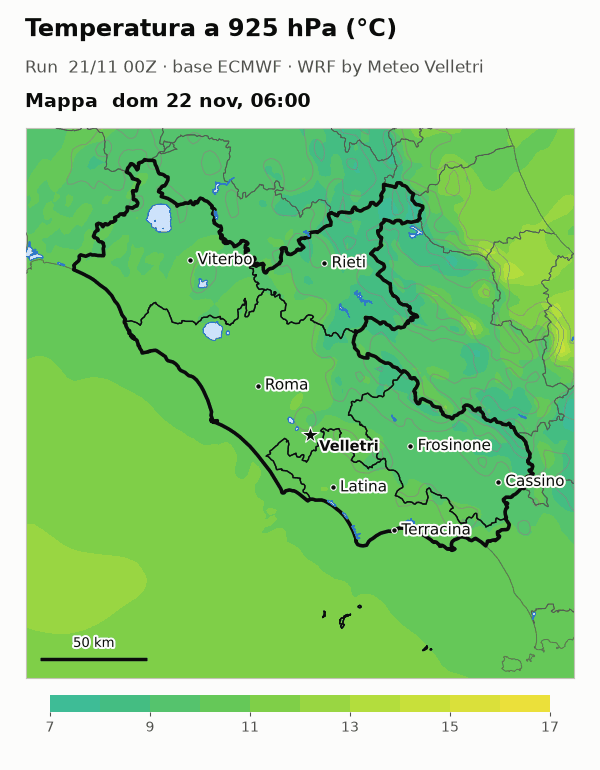 Temperatura a 925 hPa (°C)
Run  21/11 00Z · base ECMWF · WRF by Meteo Velletri
Mappa  dom 22 nov, 06:00
Viterbo
Rieti
Roma
Velletri
Frosinone
Latina
Cassino
Terracina
50 km
7 9 11 13 15 17